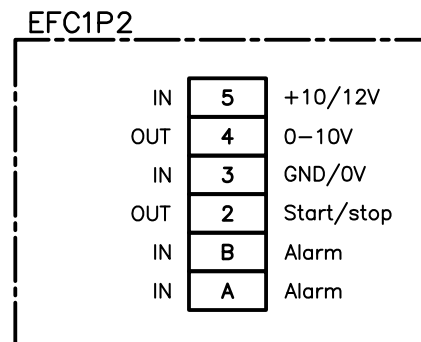 EFC1P2
IN 5 +10/12V
OUT 4 0-10V
IN 3 GND/0V
OUT 2 Start/stop
IN B Alarm
IN A Alarm